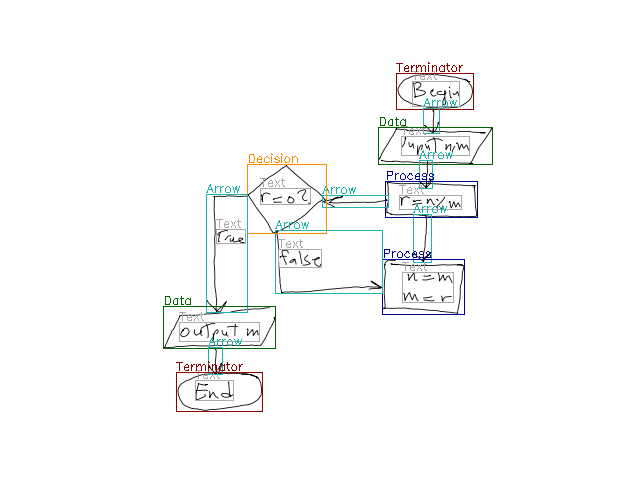 Terminator
Text
Begin
Arrow
Data
Text
input n,m
Arrow
Decision
Process
Text
r=0?
Arrow
Arrow
Text
r=n%m
Arrow
Text
True
Arrow
Text
false
Process
Text
n=m
m=r
Data
Text
output m
Arrow
Terminator
Text
End